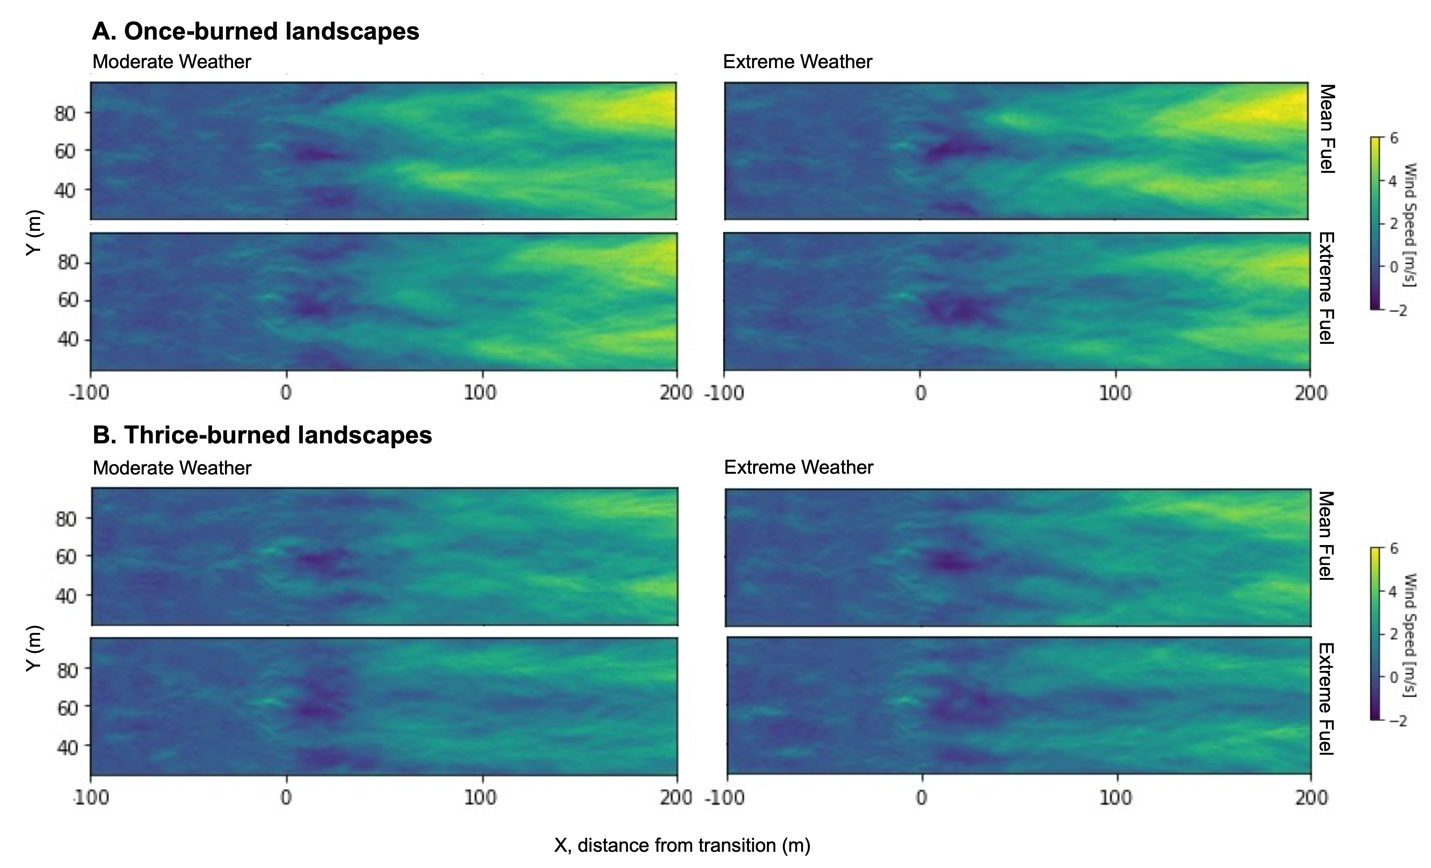 A. Once-burned landscapes
Moderate Weather
Extreme Weather
80
60
40
Mean Fuel
80
60
40
Extreme Fuel
Y (m)
-100 0 100 200
-100 0 100 200
6
4
2
0
−2
Wind Speed [m/s]
B. Thrice-burned landscapes
Moderate Weather
Extreme Weather
80
60
40
Mean Fuel
80
60
40
Extreme Fuel
Y (m)
-100 0 100 200
-100 0 100 200
6
4
2
0
−2
Wind Speed [m/s]
X, distance from transition (m)